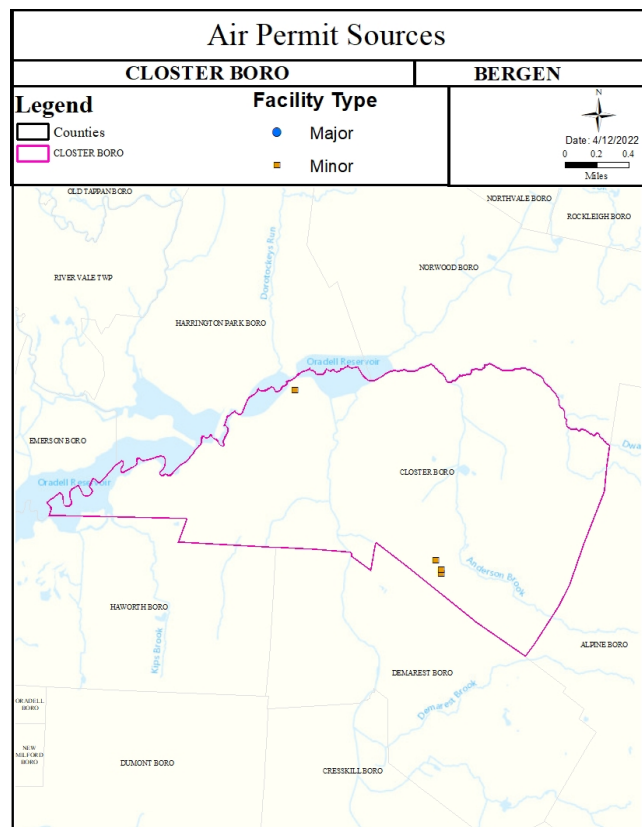 Air Permit Sources
CLOSTER BORO
BERGEN
Legend
Counties
CLOSTER BORO
Facility Type
Major
Minor
N
Date: 4/12/2022
0 0.2 0.4
Miles
OLD TAPPAN BORO
NORTHVALE BORO
ROCKLEIGH BORO
RIVER VALE TWP
Dorotockeys Run
NORWOOD BORO
HARRINGTON PARK BORO
Oradell Reservoir
EMERSON BORO
Oradell Reservoir
CLOSTER BORO
Anderson Brook
HAWORTH BORO
Kips Brook
ALPINE BORO
DEMAREST BORO
Demarest Brook
ORADELL
BORO
NEW
MILFORD
BORO
DUMONT BORO
CRESSKILL BORO